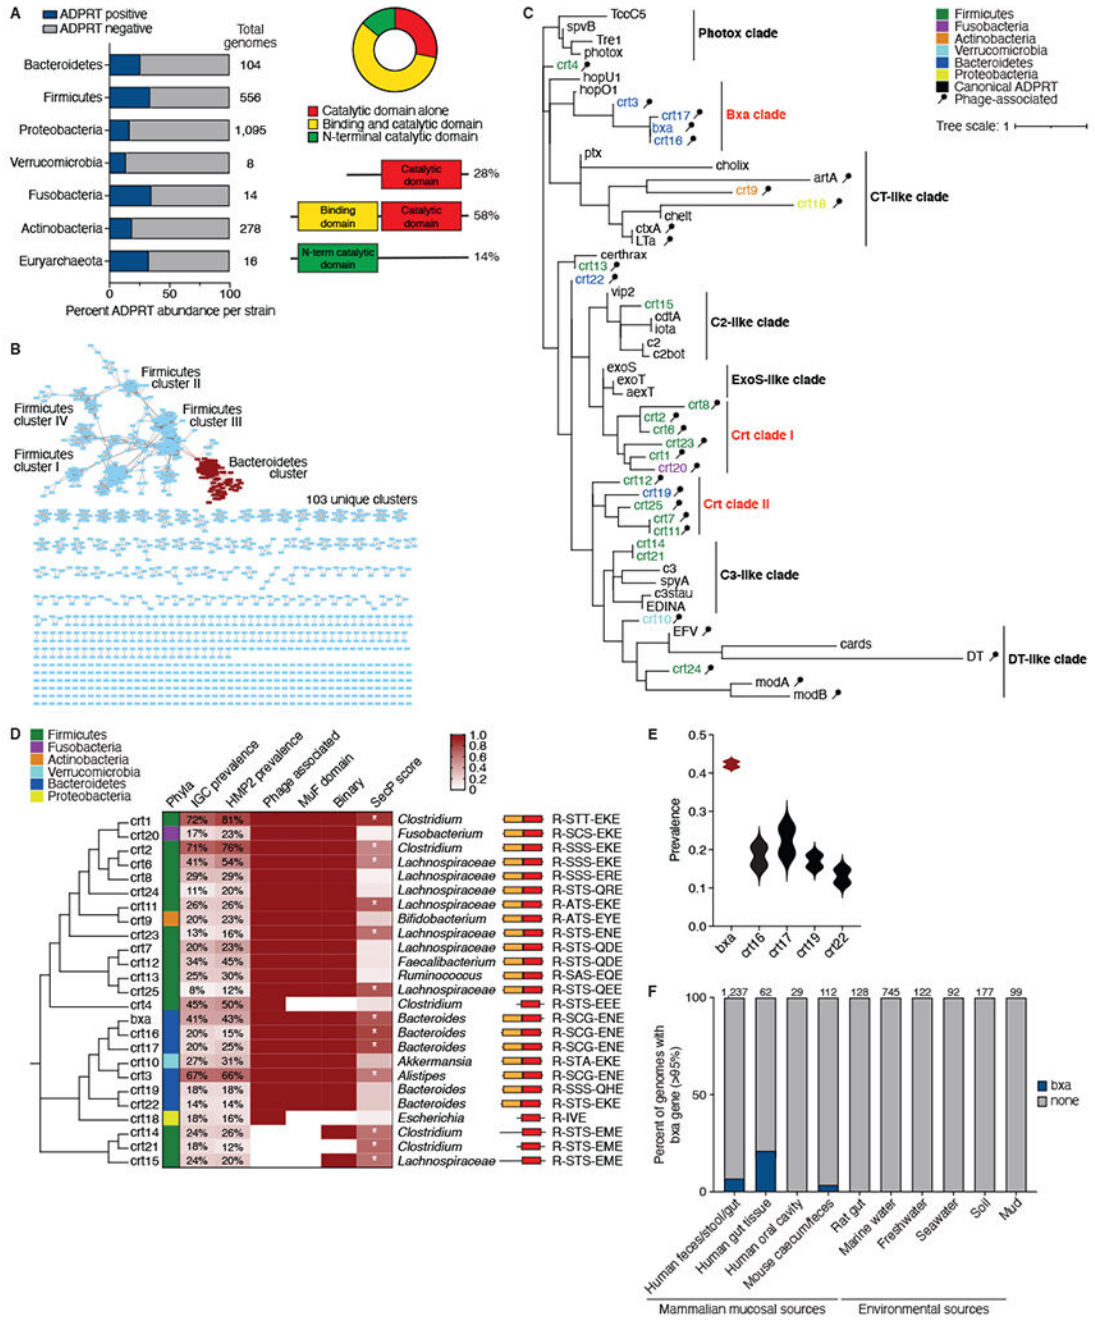 A
ADPRT positive
ADPRT negative
Total
genomes
Bacteroidetes 104
Firmicutes 556
Proteobacteria 1,095
Verrucomicrobia 8
Fusobacteria 14
Actinobacteria 278
Euryarchaeota 16
0 50 100
Percent ADPRT abundance per strain
Catalytic domain alone
Binding and catalytic domain
N-terminal catalytic domain
Catalytic
domain
28%
Binding
domain
Catalytic
domain
58%
N-term catalytic
domain
14%
B
Firmicutes
cluster II
Firmicutes
cluster IV
Firmicutes
cluster III
Firmicutes
cluster I
Bacteroidetes
cluster
103 unique clusters
C
TccC5
spvB
Tre1
photox
Photox clade
crt4
hopU1
hopO1
crt3
crt17
bxa
crt16
Bxa clade
ptx
cholix
artA
crt9
crt18
chelt
ctxA
LTa
CT-like clade
certhrax
crt13
crt22
vip2
crt15
cdtA
iota
c2
c2bot
C2-like clade
exoS
exoT
aexT
ExoS-like clade
crt8
crt2
crt6
crt23
crt1
crt20
Crt clade I
crt12
crt19
crt25
crt7
crt11
Crt clade II
crt14
crt21
c3
spyA
c3stau
EDINA
C3-like clade
crt10
EFV
cards
DT
crt24
modA
modB
DT-like clade
Firmicutes
Fusobacteria
Actinobacteria
Verrucomicrobia
Bacteroidetes
Proteobacteria
Canonical ADPRT
Phage-associated
Tree scale: 1
D
Firmicutes
Fusobacteria
Actinobacteria
Verrucomicrobia
Bacteroidetes
Proteobacteria
Phyla
IGC prevalence
HMP2 prevalence
Phage associated
MuF domain
Binary
SecP score
1.0
0.8
0.6
0.4
0.2
0
crt1 72% 81% * Clostridium R-STT-EKE
crt20 17% 23% Fusobacterium R-SCS-EKE
crt2 71% 76% * Clostridium R-SSS-EKE
crt6 41% 54% * Lachnospiraceae R-SSS-EKE
crt8 29% 29% Lachnospiraceae R-SSS-ERE
crt24 11% 20% Lachnospiraceae R-STS-QRE
crt11 26% 26% * Lachnospiraceae R-ATS-EKE
crt9 20% 23% Bifidobacterium R-ATS-EYE
crt23 13% 16% * Lachnospiraceae R-STS-ENE
crt7 20% 23% Lachnospiraceae R-STS-QDE
crt12 34% 45% Faecalibacterium R-STS-QDE
crt13 25% 30% Ruminococcus R-SAS-EQE
crt25 8% 12% * Lachnospiraceae R-STS-QEE
crt4 45% 50% Clostridium R-STS-EEE
bxa 41% 43% * Bacteroides R-SCG-ENE
crt16 20% 15% * Bacteroides R-SCG-ENE
crt17 20% 25% * Bacteroides R-SCG-ENE
crt10 27% 31% Akkermansia R-STA-EKE
crt3 67% 66% * Alistipes R-SCG-ENE
crt19 18% 18% Bacteroides R-SSS-QHE
crt22 14% 14% Bacteroides R-STS-EKE
crt18 18% 16% Escherichia R-IVE
crt14 24% 26% * Clostridium R-STS-EME
crt21 18% 12% * Clostridium R-STS-EME
crt15 24% 20% * Lachnospiraceae R-STS-EME
E
Prevalence
0.5
0.4
0.3
0.2
0.1
0.0
bxa crt16 crt17 crt19 crt22
F
1,237 62 29 112 128 745 122 92 177 99
Percent of genomes with
bxa gene (>95%)
100
50
0
bxa
none
Human feces/stool/gut
Human gut tissue
Human oral cavity
Mouse caecum/feces
Rat gut
Marine water
Freshwater
Seawater
Soil
Mud
Mammalian mucosal sources
Environmental sources